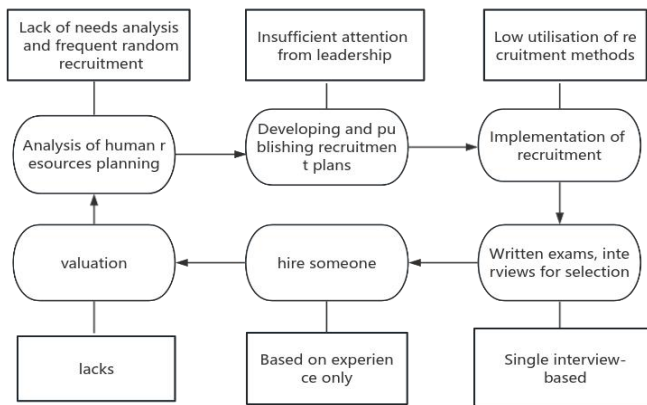 Lack of needs analysis
and frequent random
recruitment
Insufficient attention
from leadership
Low utilisation of re
cruitment methods
Analysis of human r
esources planning
Developing and pu
blishing recruitmen
t plans
Implementation of
recruitment
valuation
hire someone
Written exams, inte
rviews for selection
lacks
Based on experien
ce only
Single interview-
based